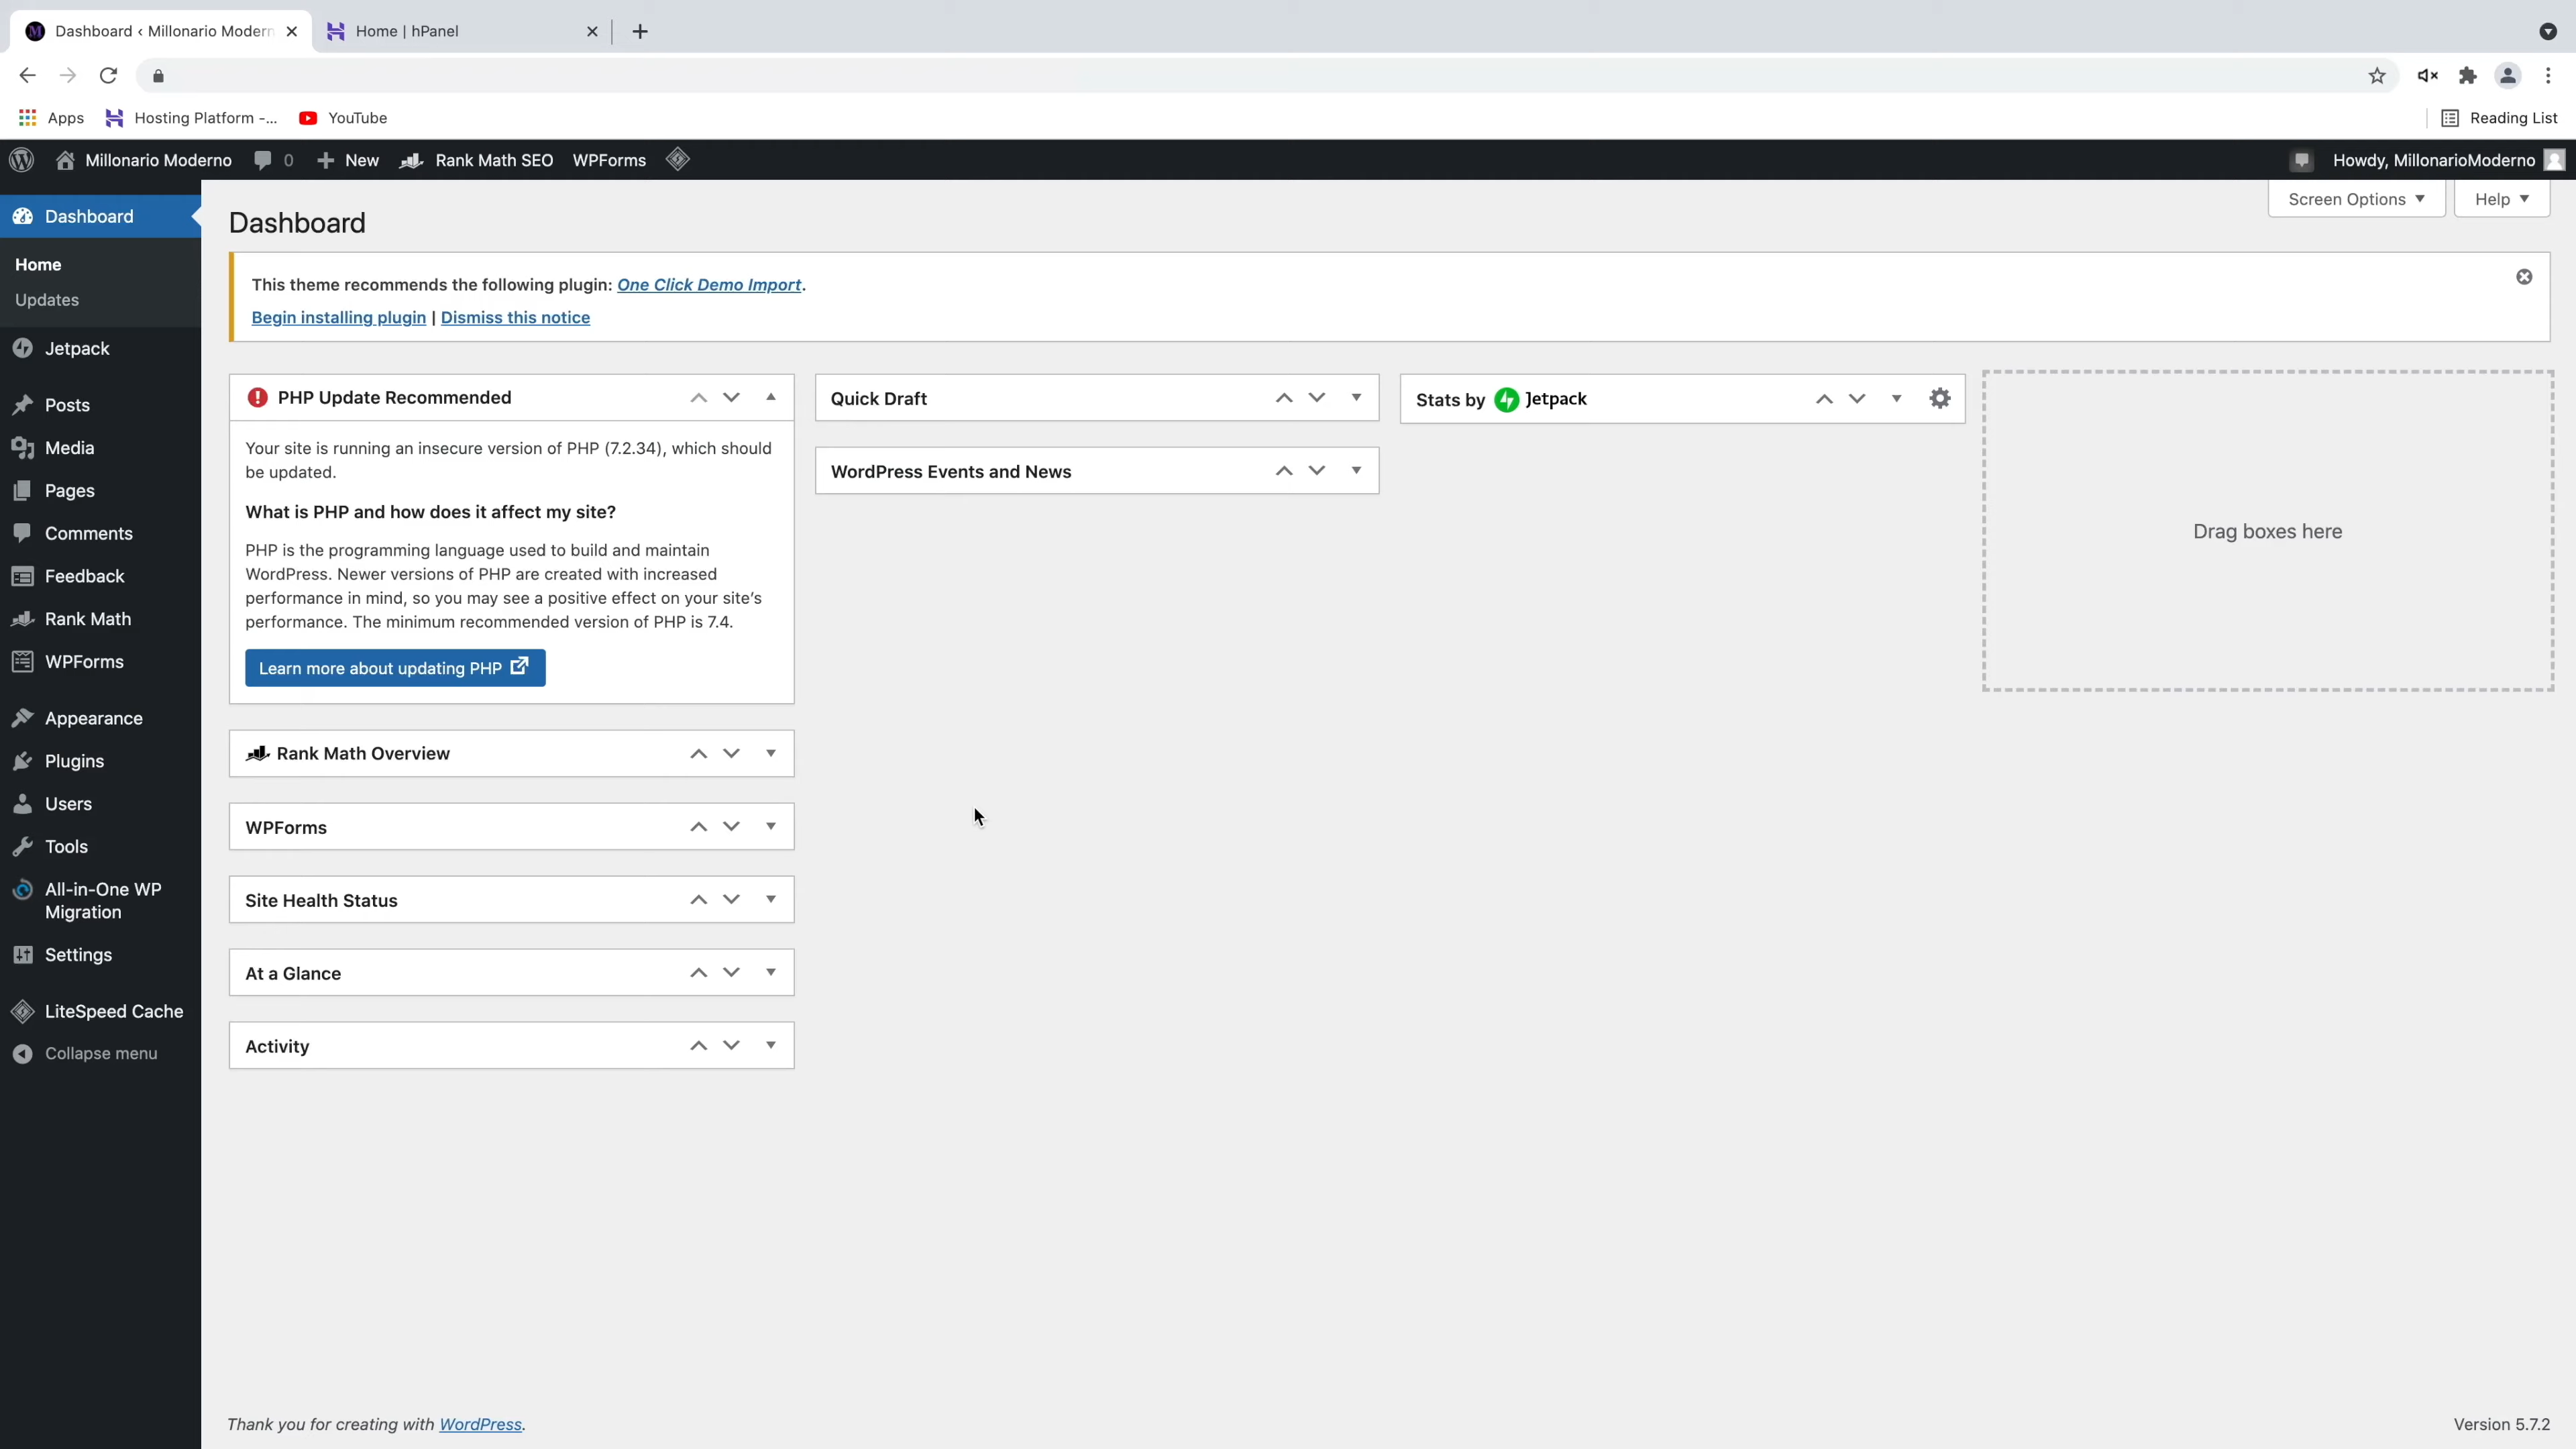 Dashboard ‹ Millonario Modern
Home | hPanel
Apps
Hosting Platform -...
YouTube
Reading List
Millonario Moderno
0
New
Rank Math SEO
WPForms
Howdy, MillonarioModerno
Dashboard
Home
Updates
Jetpack
Posts
Media
Pages
Comments
Feedback
Rank Math
WPForms
Appearance
Plugins
Users
Tools
All-in-One WP
Migration
Settings
LiteSpeed Cache
Collapse menu
Screen Options
Help
Dashboard
This theme recommends the following plugin: One Click Demo Import.
Begin installing plugin | Dismiss this notice
PHP Update Recommended
Your site is running an insecure version of PHP (7.2.34), which should
be updated.
What is PHP and how does it affect my site?
PHP is the programming language used to build and maintain
WordPress. Newer versions of PHP are created with increased
performance in mind, so you may see a positive effect on your site's
performance. The minimum recommended version of PHP is 7.4.
Learn more about updating PHP
Rank Math Overview
WPForms
Site Health Status
At a Glance
Activity
Quick Draft
WordPress Events and News
Stats by Jetpack
Drag boxes here
Thank you for creating with WordPress.
Version 5.7.2